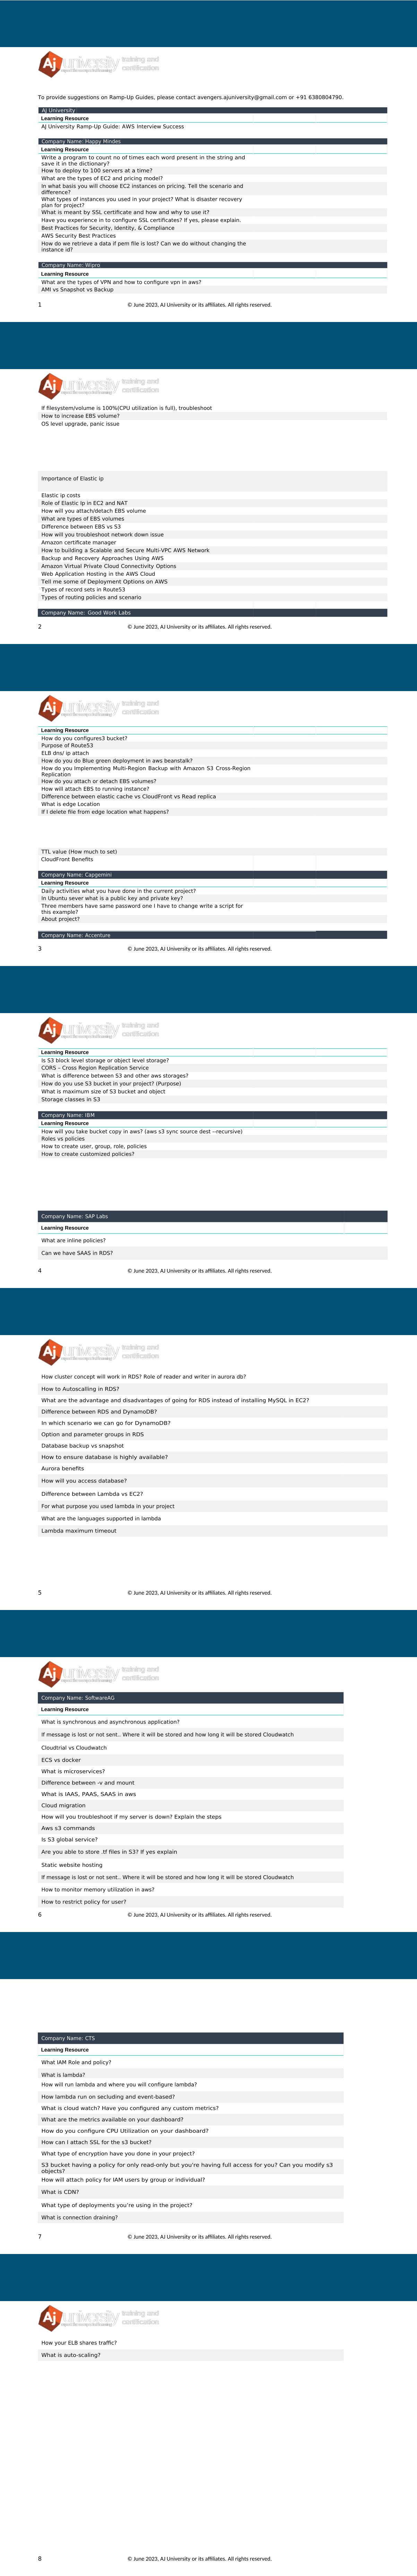 Aj university training and
certification
To provide suggestions on Ramp-Up Guides, please contact avengers.ajuniversity@gmail.com or +91 6380804790.
AJ University
Learning Resource
AJ University Ramp-Up Guide: AWS Interview Success
Company Name: Happy Mindes
Learning Resource
Write a program to count no of times each word present in the string and
save it in the dictionary?
How to deploy to 100 servers at a time?
What are the types of EC2 and pricing model?
In what basis you will choose EC2 instances on pricing. Tell the scenario and
difference?
What types of instances you used in your project? What is disaster recovery
plan for project?
What is meant by SSL certificate and how and why to use it?
Have you experience in to configure SSL certificates? If yes, please explain.
Best Practices for Security, Identity, & Compliance
AWS Security Best Practices
How do we retrieve a data if pem file is lost? Can we do without changing the
instance id?
Company Name: Wipro
Learning Resource
What are the types of VPN and how to configure vpn in aws?
AMI vs Snapshot vs Backup
1 © June 2023, AJ University or its affiliates. All rights reserved.
Aj university training and
certification
If filesystem/volume is 100%(CPU utilization is full), troubleshoot
How to increase EBS volume?
OS level upgrade, panic issue
Importance of Elastic ip
Elastic ip costs
Role of Elastic Ip in EC2 and NAT
How will you attach/detach EBS volume
What are types of EBS volumes
Difference between EBS vs S3
How will you troubleshoot network down issue
Amazon certificate manager
How to building a Scalable and Secure Multi-VPC AWS Network
Backup and Recovery Approaches Using AWS
Amazon Virtual Private Cloud Connectivity Options
Web Application Hosting in the AWS Cloud
Tell me some of Deployment Options on AWS
Types of record sets in Route53
Types of routing policies and scenario
Company Name: Good Work Labs
2 © June 2023, AJ University or its affiliates. All rights reserved.
Aj university training and
certification
Learning Resource
How do you configures3 bucket?
Purpose of Route53
ELB dns/ ip attach
How do you do Blue green deployment in aws beanstalk?
How do you Implementing Multi-Region Backup with Amazon S3 Cross-Region
Replication
How do you attach or detach EBS volumes?
How will attach EBS to running instance?
Difference between elastic cache vs CloudFront vs Read replica
What is edge Location
If I delete file from edge location what happens?
TTL value (How much to set)
CloudFront Benefits
Company Name: Capgemini
Learning Resource
Daily activities what you have done in the current project?
In Ubuntu sever what is a public key and private key?
Three members have same password one I have to change write a script for
this example?
About project?
Company Name: Accenture
3 © June 2023, AJ University or its affiliates. All rights reserved.
Aj university training and
certification
Learning Resource
Is S3 block level storage or object level storage?
CORS – Cross Region Replication Service
What is difference between S3 and other aws storages?
How do you use S3 bucket in your project? (Purpose)
What is maximum size of S3 bucket and object
Storage classes in S3
Company Name: IBM
Learning Resource
How will you take bucket copy in aws? (aws s3 sync source dest --recursive)
Roles vs policies
How to create user, group, role, policies
How to create customized policies?
Company Name: SAP Labs
Learning Resource
What are inline policies?
Can we have SAAS in RDS?
4 © June 2023, AJ University or its affiliates. All rights reserved.
Aj university training and
certification
How cluster concept will work in RDS? Role of reader and writer in aurora db?
How to Autoscalling in RDS?
What are the advantage and disadvantages of going for RDS instead of installing MySQL in EC2?
Difference between RDS and DynamoDB?
In which scenario we can go for DynamoDB?
Option and parameter groups in RDS
Database backup vs snapshot
How to ensure database is highly available?
Aurora benefits
How will you access database?
Difference between Lambda vs EC2?
For what purpose you used lambda in your project
What are the languages supported in lambda
Lambda maximum timeout
5 © June 2023, AJ University or its affiliates. All rights reserved.
Aj university training and
certification
Company Name: SoftwareAG
Learning Resource
What is synchronous and asynchronous application?
If message is lost or not sent.. Where it will be stored and how long it will be stored Cloudwatch
Cloudtrial vs Cloudwatch
ECS vs docker
What is microservices?
Difference between -v and mount
What is IAAS, PAAS, SAAS in aws
Cloud migration
How will you troubleshoot if my server is down? Explain the steps
Aws s3 commands
Is S3 global service?
Are you able to store .tf files in S3? If yes explain
Static website hosting
If message is lost or not sent.. Where it will be stored and how long it will be stored Cloudwatch
How to monitor memory utilization in aws?
How to restrict policy for user?
6 © June 2023, AJ University or its affiliates. All rights reserved.
Company Name: CTS
Learning Resource
What IAM Role and policy?
What is lambda?
How will run lambda and where you will configure lambda?
How lambda run on secluding and event-based?
What is cloud watch? Have you configured any custom metrics?
What are the metrics available on your dashboard?
How do you configure CPU Utilization on your dashboard?
How can I attach SSL for the s3 bucket?
What type of encryption have you done in your project?
S3 bucket having a policy for only read-only but you're having full access for you? Can you modify s3
objects?
How will attach policy for IAM users by group or individual?
What is CDN?
What type of deployments you're using in the project?
What is connection draining?
7 © June 2023, AJ University or its affiliates. All rights reserved.
Aj university training and
certification
How your ELB shares traffic?
What is auto-scaling?
8 © June 2023, AJ University or its affiliates. All rights reserved.